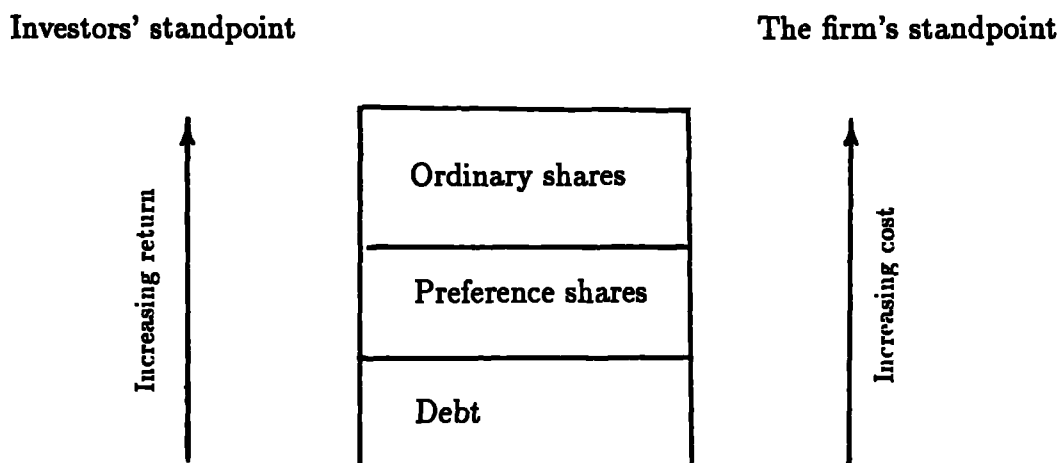 Investors' standpoint
The firm's standpoint
Increasing return
Ordinary shares
Preference shares
Debt
Increasing cost